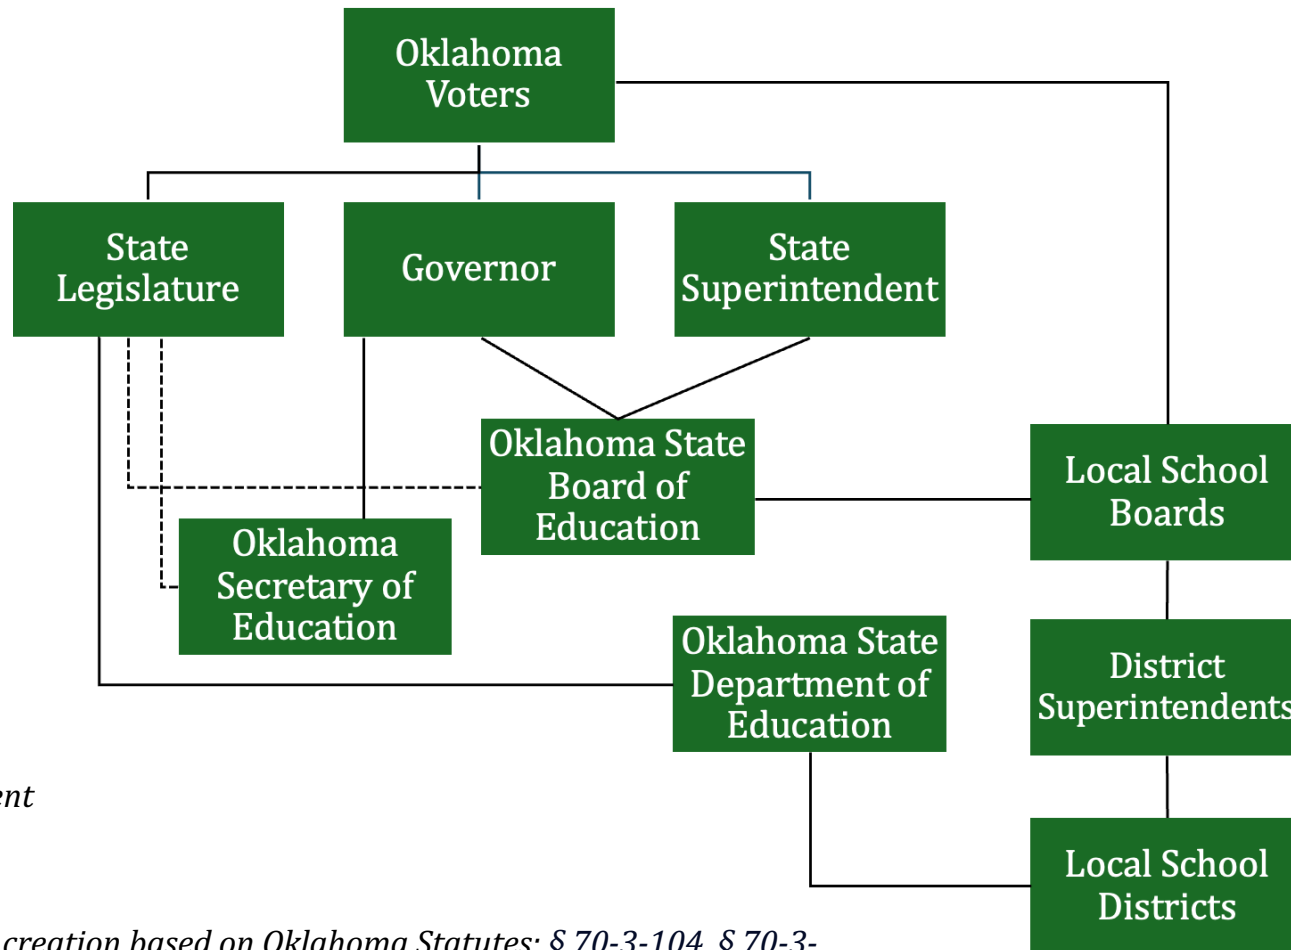 Oklahoma
Voters
State
Legislature
Governor
State
Superintendent
Oklahoma State
Board of
Education
Local School
Boards
Oklahoma
Secretary of
Education
Oklahoma State
Department of
Education
District
Superintendents
ent
Local School
Districts
creation based on Oklahoma Statutes: § 70-3-104, § 70-3-